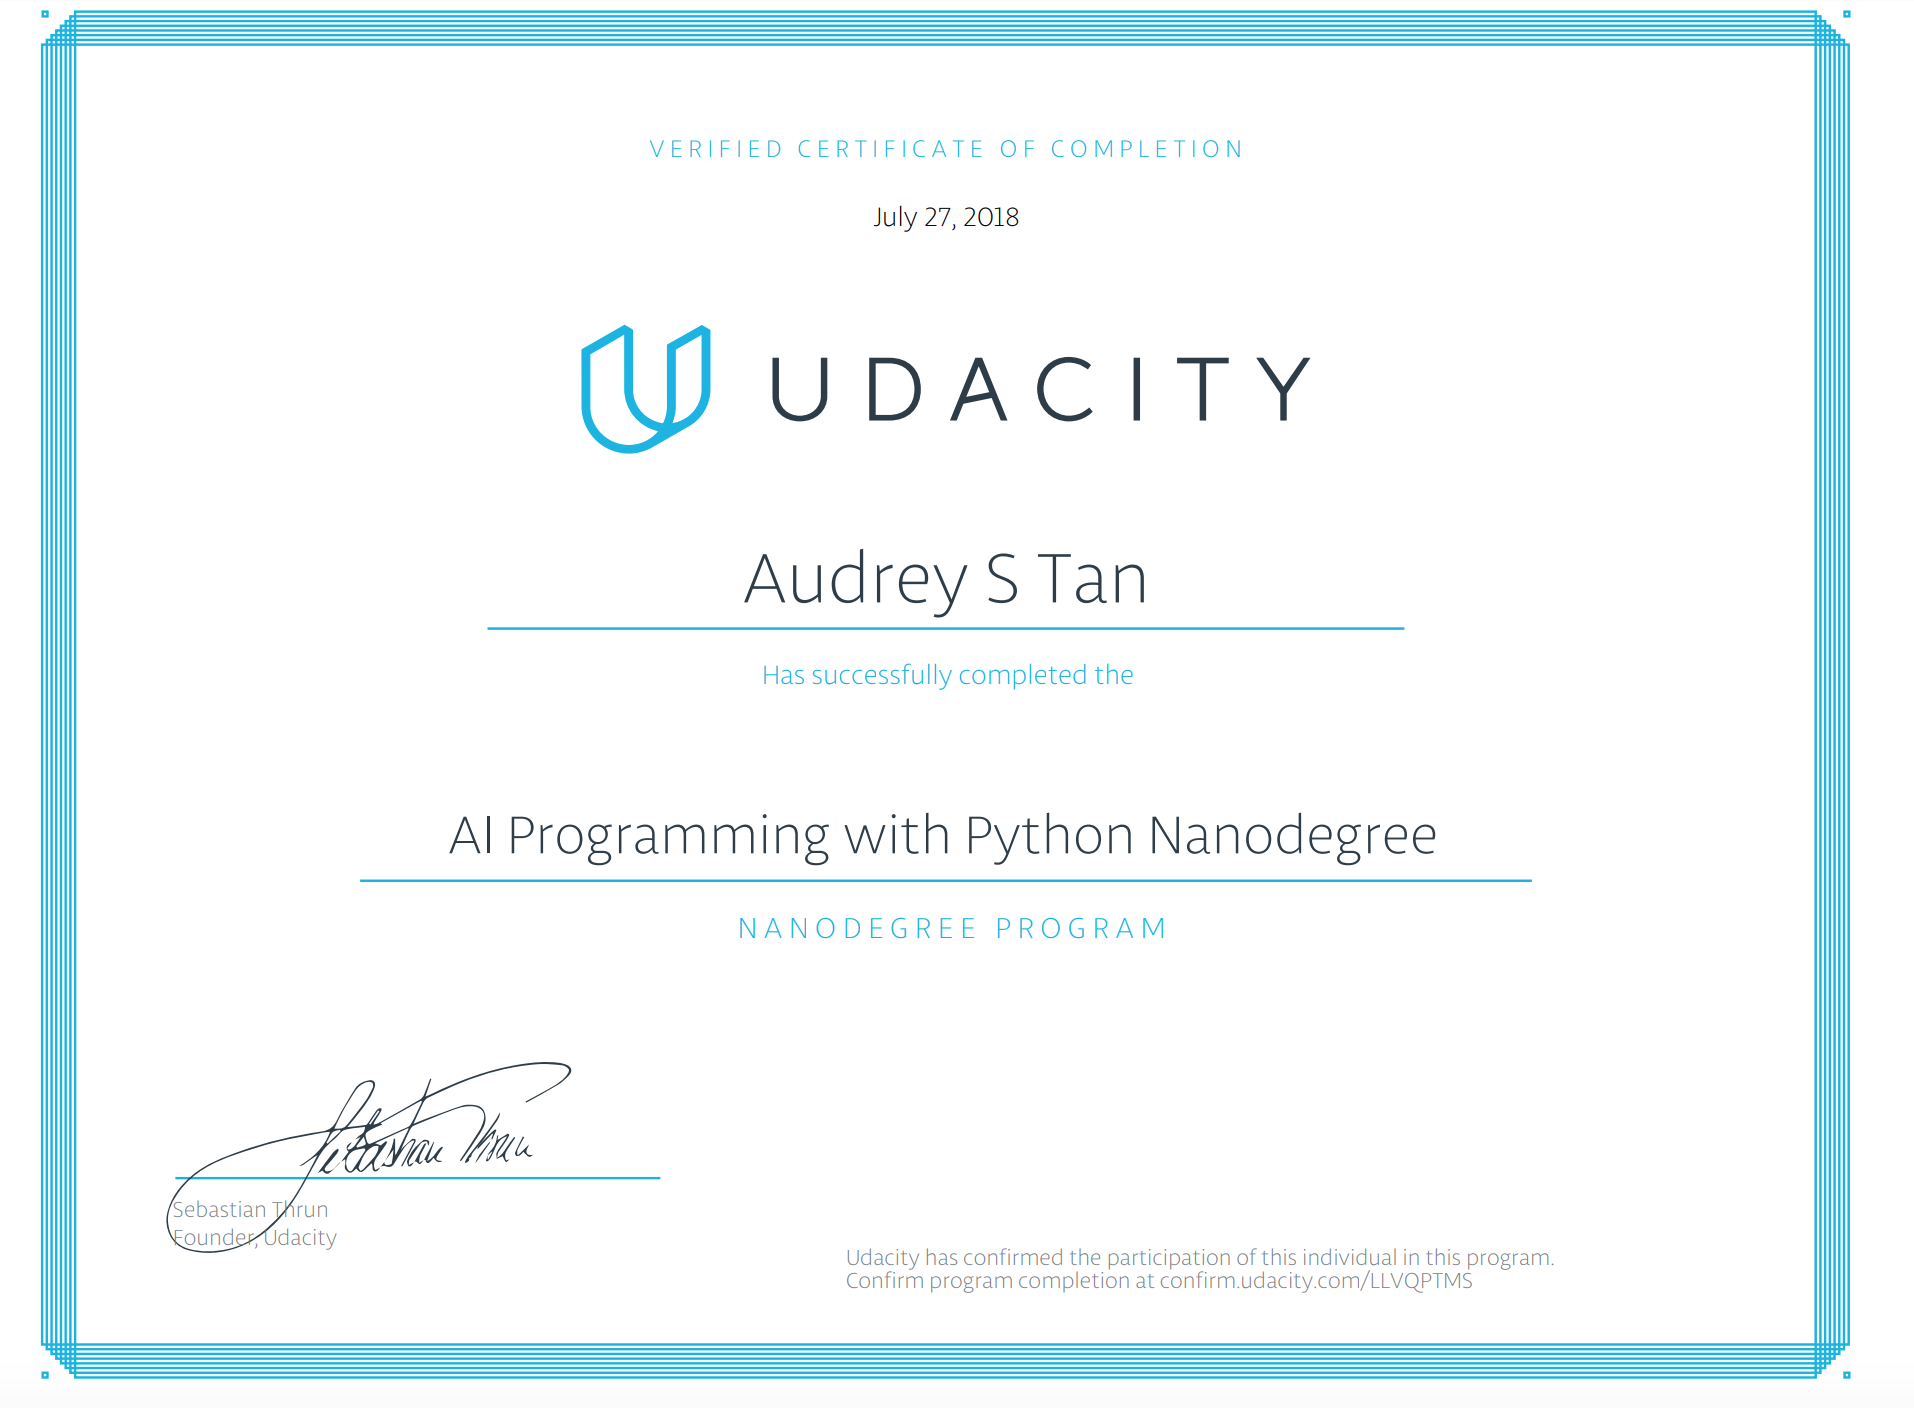 VERIFIED CERTIFICATE OF COMPLETION
July 27, 2018
UDACITY
Audrey S Tan
Has successfully completed the
AI Programming with Python Nanodegree
NANODEGREE PROGRAM
Sebastian Thrun
Sebastian Thrun
Founder, Udacity
Udacity has confirmed the participation of this individual in this program.
Confirm program completion at confirm.udacity.com/LLVQPTMS